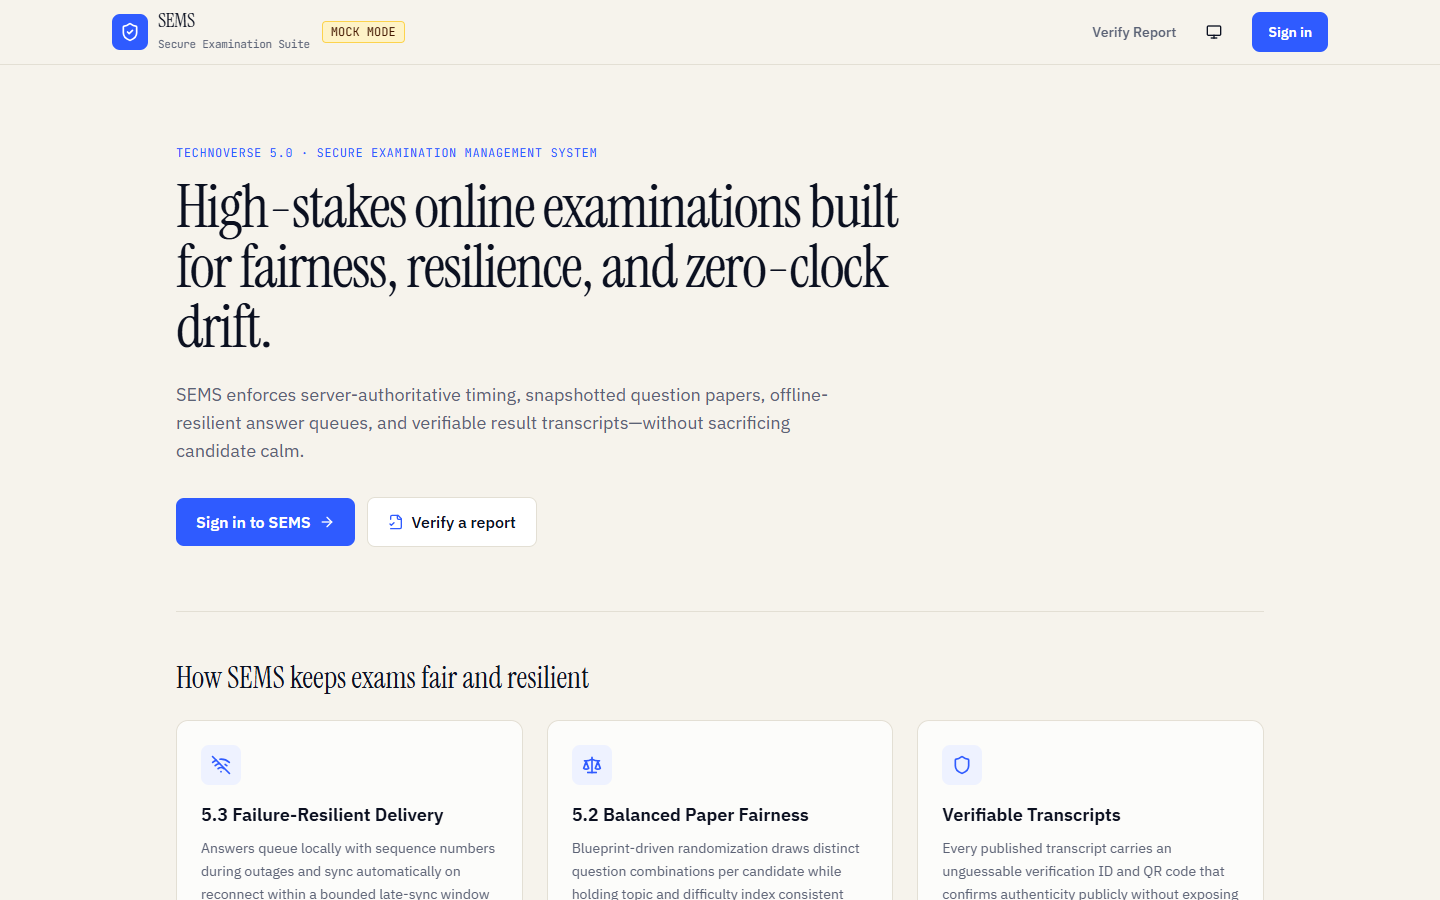 SEMS
Secure Examination Suite
MOCK MODE
Verify Report
Sign in
TECHNOVERSE 5.0 · SECURE EXAMINATION MANAGEMENT SYSTEM
High-stakes online examinations built
for fairness, resilience, and zero-clock
drift.
SEMS enforces server-authoritative timing, snapshotted question papers, offline-
resilient answer queues, and verifiable result transcripts—without sacrificing
candidate calm.
Sign in to SEMS
Verify a report
How SEMS keeps exams fair and resilient
5.3 Failure-Resilient Delivery
Answers queue locally with sequence numbers
during outages and sync automatically on
reconnect within a bounded late-sync window
5.2 Balanced Paper Fairness
Blueprint-driven randomization draws distinct
question combinations per candidate while
holding topic and difficulty index consistent
Verifiable Transcripts
Every published transcript carries an
unguessable verification ID and QR code that
confirms authenticity publicly without exposing